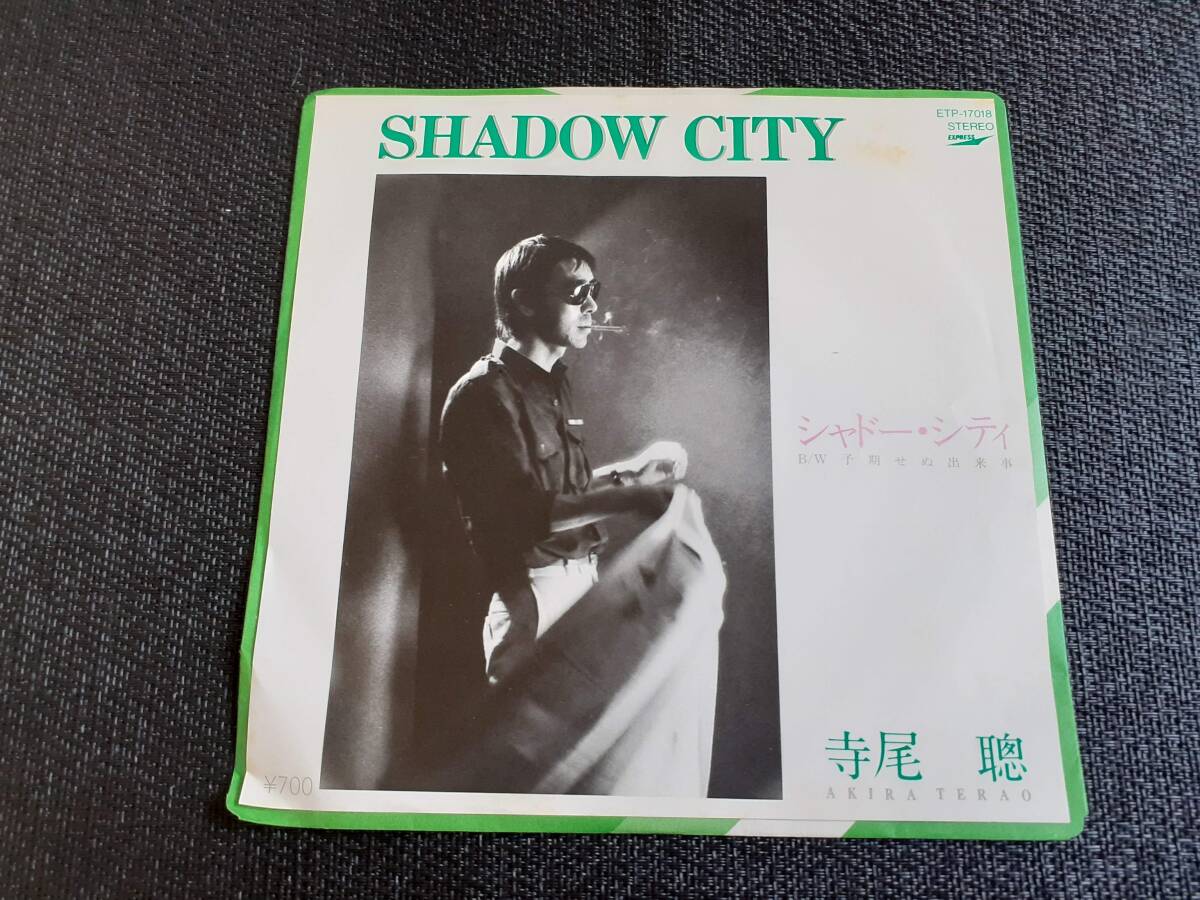 SHADOW CITY
ETP-17018
STEREO
EXPRESS
シャドー・シティ
B/W 予期せぬ出来事
寺尾 聰
AKIRA TERAO
¥700